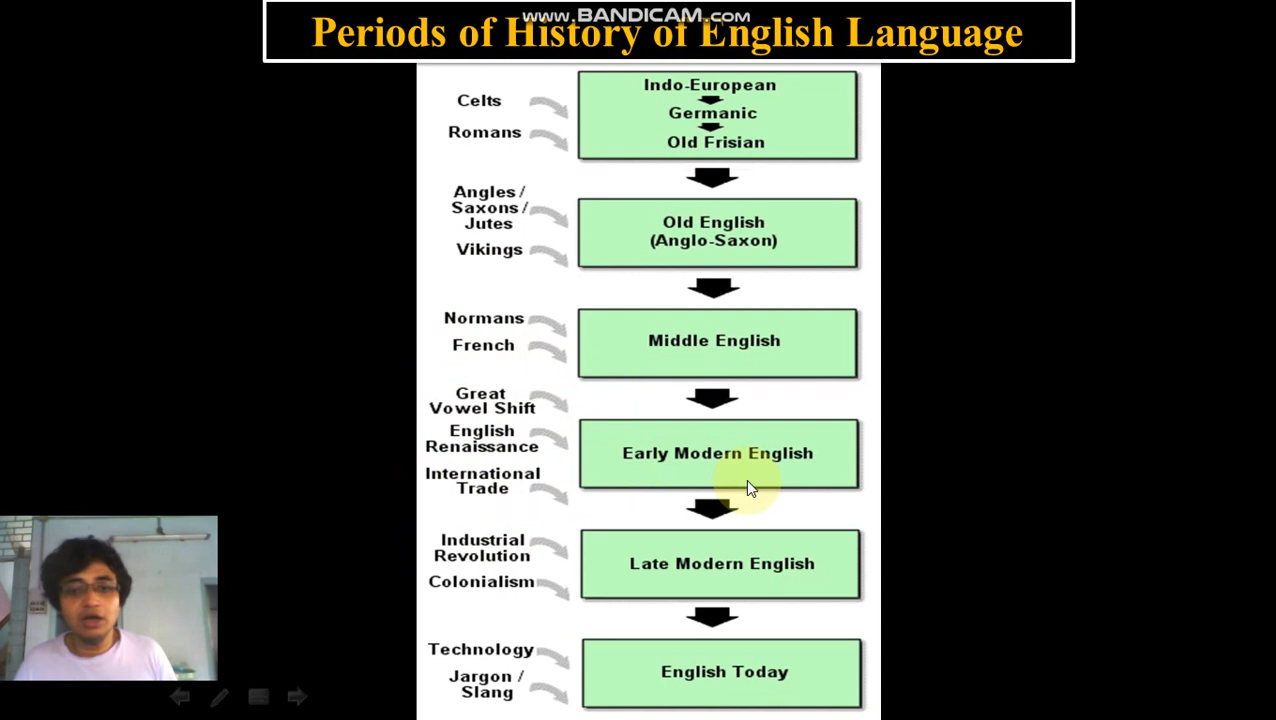 www.BANDICAM.com
Periods of History of English Language
Celts
Romans
Indo-European
Germanic
Old Frisian
Angles /
Saxons /
Jutes
Vikings
Old English
(Anglo-Saxon)
Normans
French
Middle English
Great
Vowel Shift
English
Renaissance
International
Trade
Early Modern English
Industrial
Revolution
Colonialism
Late Modern English
Technology
Jargon /
Slang
English Today